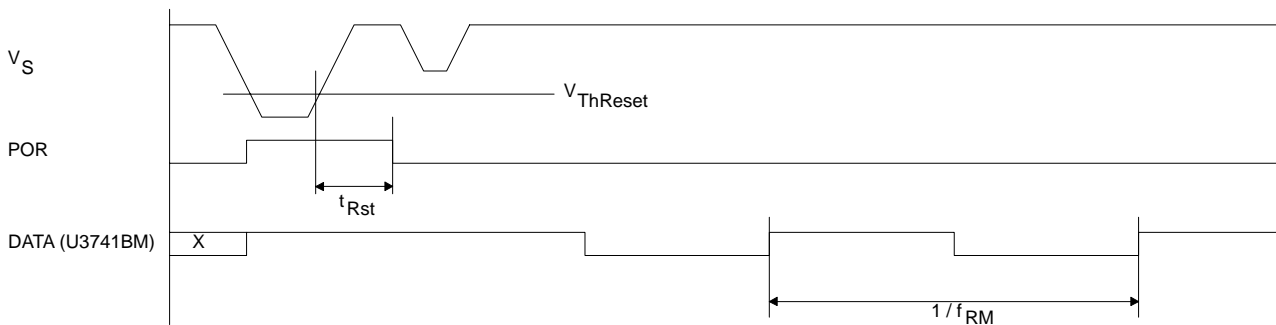 V_S
V_ThReset
POR
t_Rst
DATA (U3741BM)
X
1 / f_RM